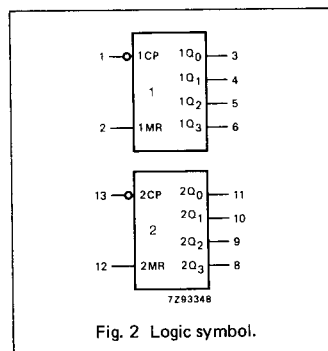 1 1CP 1Q0 3
1Q1 4
1 1Q2 5
2 1MR 1Q3 6
13 2CP 2Q0 11
2Q1 10
2 2Q2 9
12 2MR 2Q3 8
7Z93348
Fig. 2 Logic symbol.